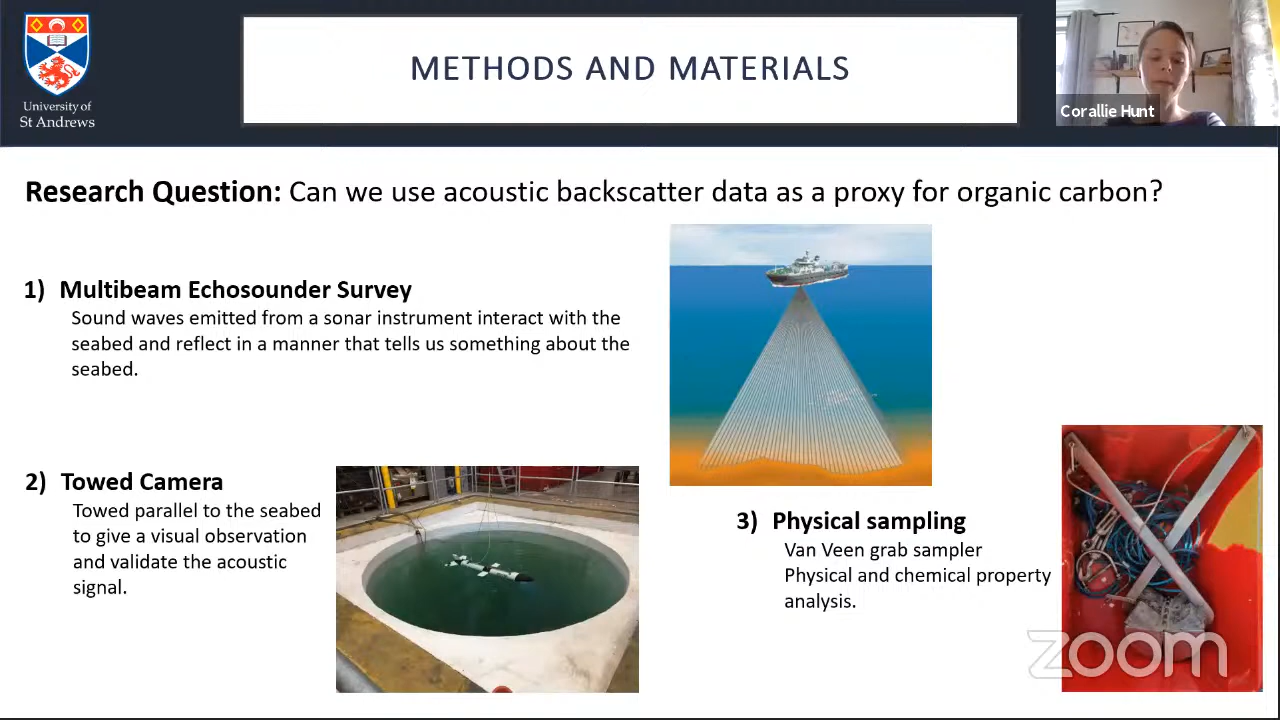 University of
St Andrews
METHODS AND MATERIALS
Corallie Hunt
Research Question: Can we use acoustic backscatter data as a proxy for organic carbon?
1) Multibeam Echosounder Survey
Sound waves emitted from a sonar instrument interact with the
seabed and reflect in a manner that tells us something about the
seabed.
2) Towed Camera
Towed parallel to the seabed
to give a visual observation
and validate the acoustic
signal.
3) Physical sampling
Van Veen grab sampler
Physical and chemical property
analysis.
zoom